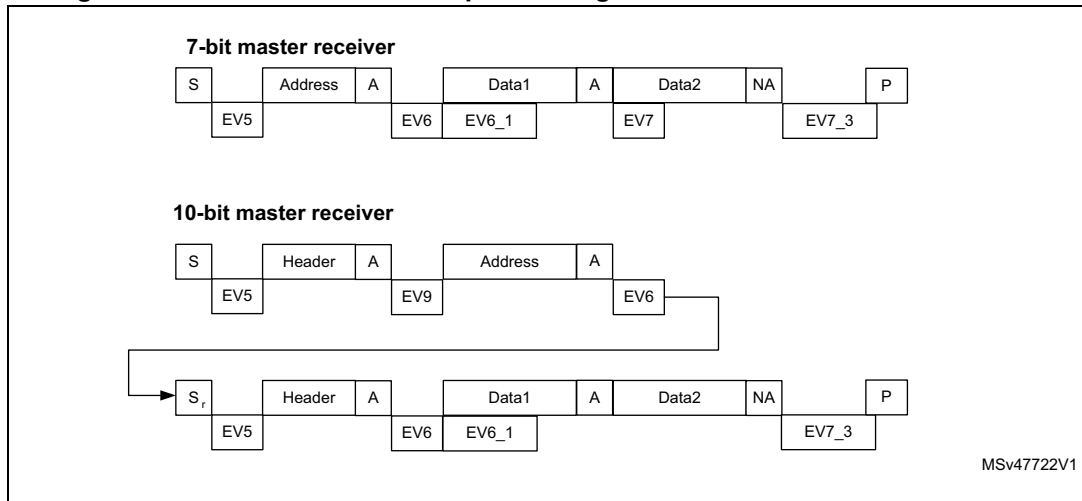 7-bit master receiver
S Address A Data1 A Data2 NA P
EV5 EV6 EV6_1 EV7 EV7_3
10-bit master receiver
S Header A Address A
EV5 EV9 EV6
Sr Header A Data1 A Data2 NA P
EV5 EV6 EV6_1 EV7_3
MSv47722V1